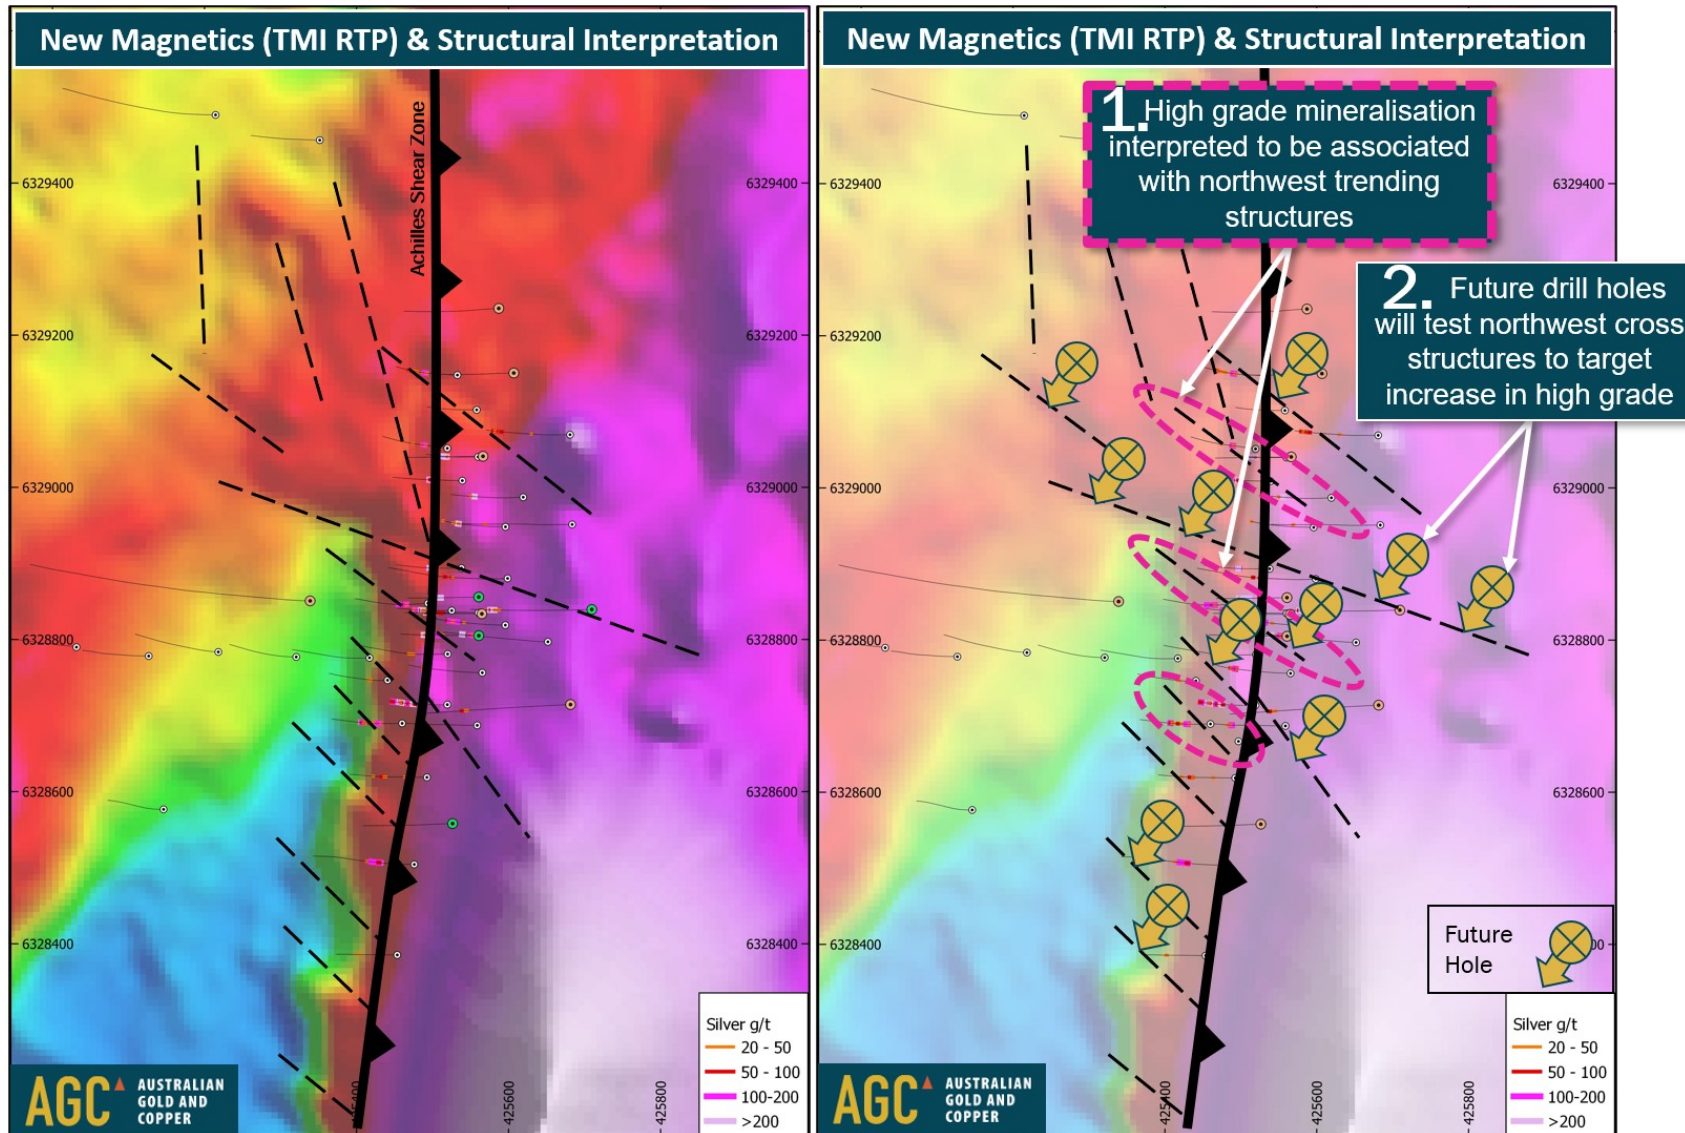 New Magnetics (TMI RTP) & Structural Interpretation
Achilles Shear Zone
6329400
6329400
6329200
6329200
6329000
6329000
6328800
6328800
6328600
6328600
6328400
6328400
425600
425800
Silver g/t
20 - 50
50 - 100
100-200
>200
AGC
AUSTRALIAN
GOLD AND
COPPER
New Magnetics (TMI RTP) & Structural Interpretation
1. High grade mineralisation
interpreted to be associated
with northwest trending
structures
2. Future drill holes
will test northwest cross
structures to target
increase in high grade
6329400
6329400
6329200
6329200
6329000
6329000
6328800
6328800
6328600
6328600
6328400
Future
Hole
425400
425600
425800
Silver g/t
20 - 50
50 - 100
100-200
>200
AGC
AUSTRALIAN
GOLD AND
COPPER